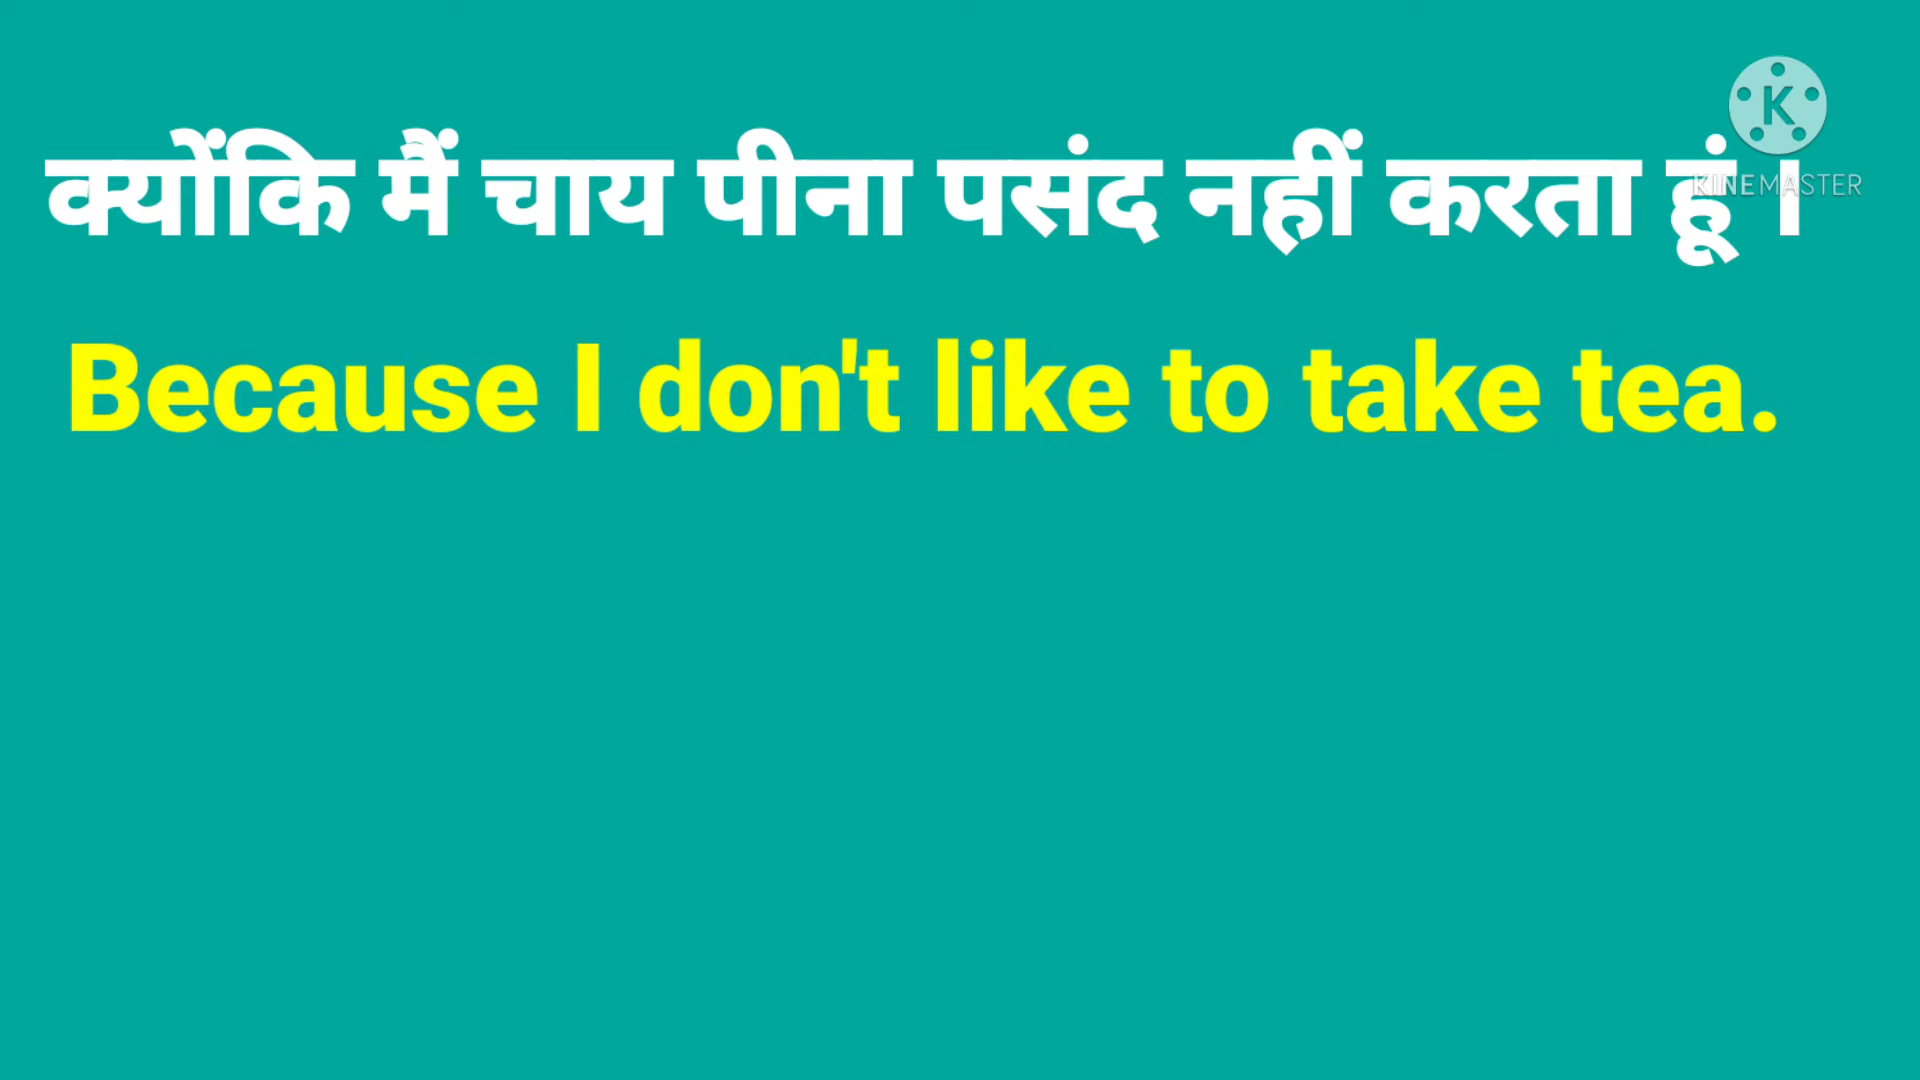 क्योंकि मैं चाय पीना पसंद नहीं करता हूं ।
KINEMASTER
Because I don't like to take tea.